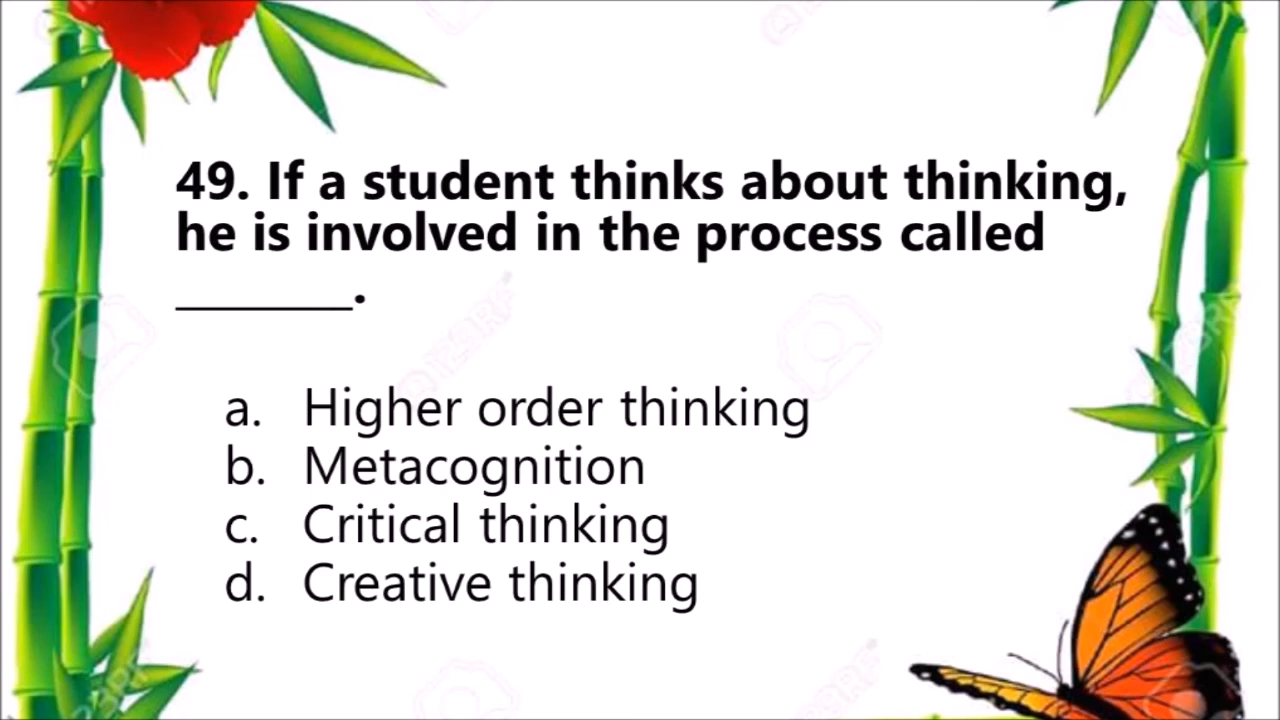 49. If a student thinks about thinking,
he is involved in the process called
________.
a. Higher order thinking
b. Metacognition
c. Critical thinking
d. Creative thinking